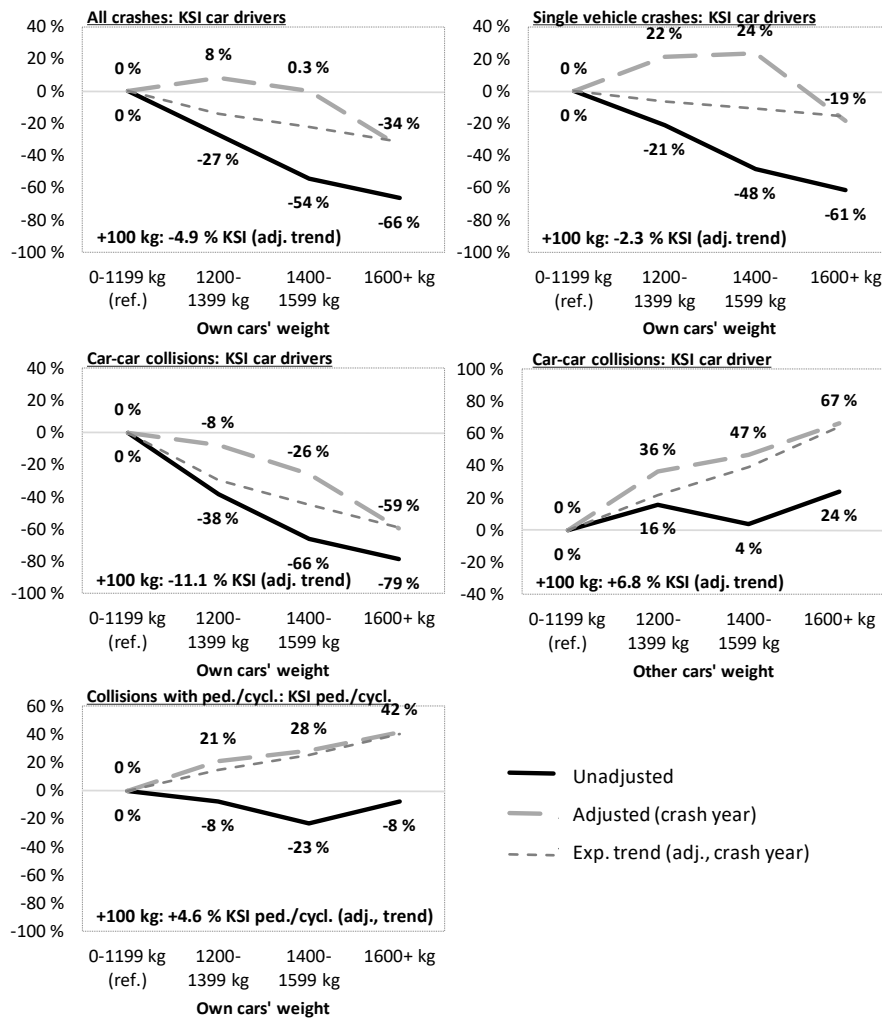 All crashes: KSI car drivers
40 %
20 %
0 %
-20 %
-40 %
-60 %
-80 %
-100 %
0 %
8 %
0.3 %
-34 %
0 %
-27 %
-54 %
-66 %
+100 kg: -4.9 % KSI (adj. trend)
0-1199 kg (ref.)
1200-1399 kg
1400-1599 kg
1600+ kg
Own cars' weight
Single vehicle crashes: KSI car drivers
40 %
20 %
0 %
-20 %
-40 %
-60 %
-80 %
-100 %
0 %
22 %
24 %
-19 %
0 %
-21 %
-48 %
-61 %
+100 kg: -2.3 % KSI (adj. trend)
0-1199 kg
(ref.)
1200-
1399 kg
1400-
1599 kg
1600+ kg
Own cars' weight
Car-car collisions: KSI car drivers
40 %
20 %
0 %
-20 %
-40 %
-60 %
-80 %
-100 %
0 %
-8 %
-26 %
-59 %
0 %
-38 %
-66 %
-79 %
+100 kg: -11.1 % KSI (adj. trend)
0-1199 kg
(ref.)
1200-
1399 kg
1400-
1599 kg
1600+ kg
Own cars' weight
Car-car collisions: KSI car driver
100 %
80 %
60 %
40 %
20 %
0 %
-20 %
-40 %
0 %
36 %
47 %
67 %
0 %
16 %
4 %
24 %
+100 kg: +6.8 % KSI (adj. trend)
0-1199 kg
(ref.)
1200-
1399 kg
1400-
1599 kg
1600+ kg
Other cars' weight
Collisions with ped./cycl.: KSI ped./cycl.
60 %
40 %
20 %
0 %
-20 %
-40 %
-60 %
-80 %
-100 %
0 %
21 %
28 %
42 %
0 %
-8 %
-23 %
-8 %
+100 kg: +4.6 % KSI ped./cycl. (adj., trend)
0-1199 kg
(ref.)
1200-
1399 kg
1400-
1599 kg
1600+ kg
Own cars' weight
Unadjusted
Adjusted (crash year)
Exp. trend (adj., crash year)